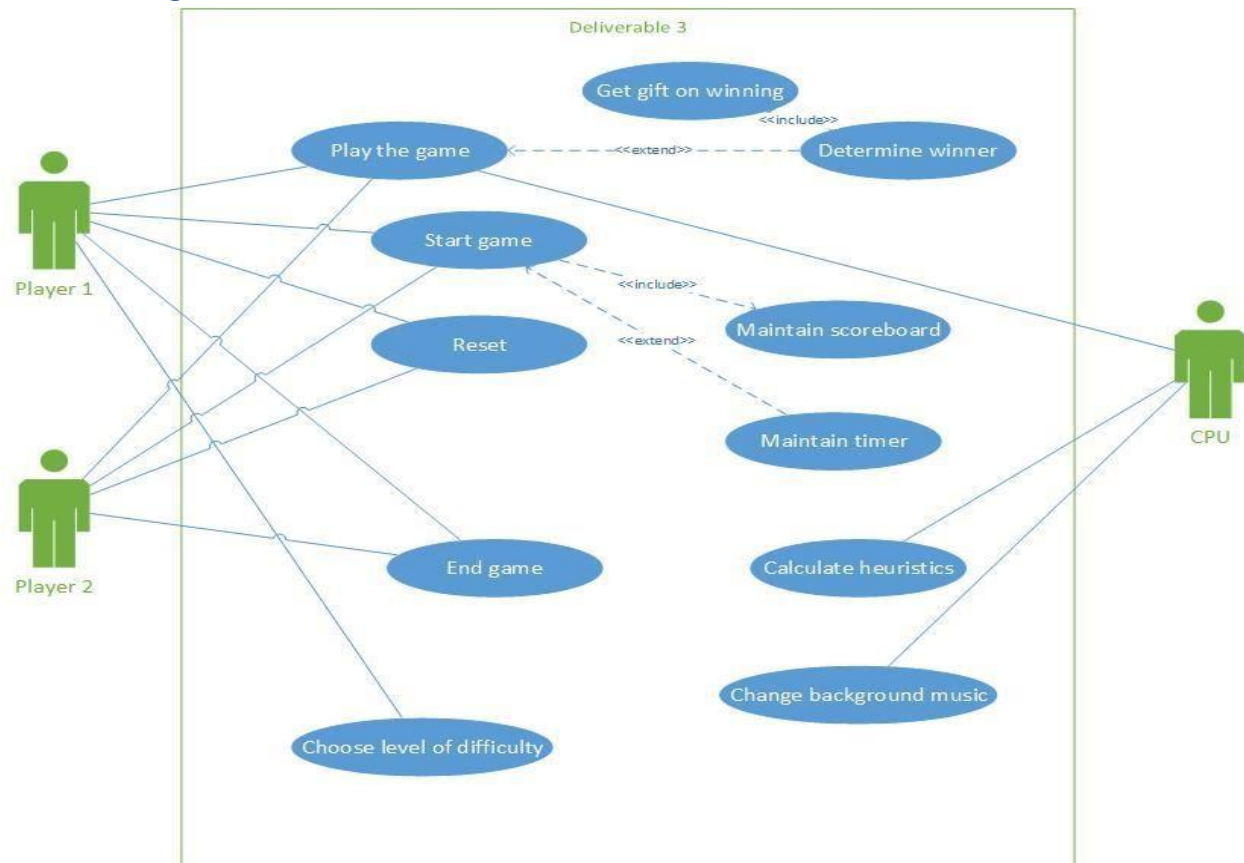 Deliverable 3
Get gift on winning
<<include>>
Play the game
<<extend>>
Determine winner
Start game
Player 1
<<include>>
Maintain scoreboard
Reset
<<extend>>
Maintain timer
CPU
Player 2
End game
Calculate heuristics
Change background music
Choose level of difficulty